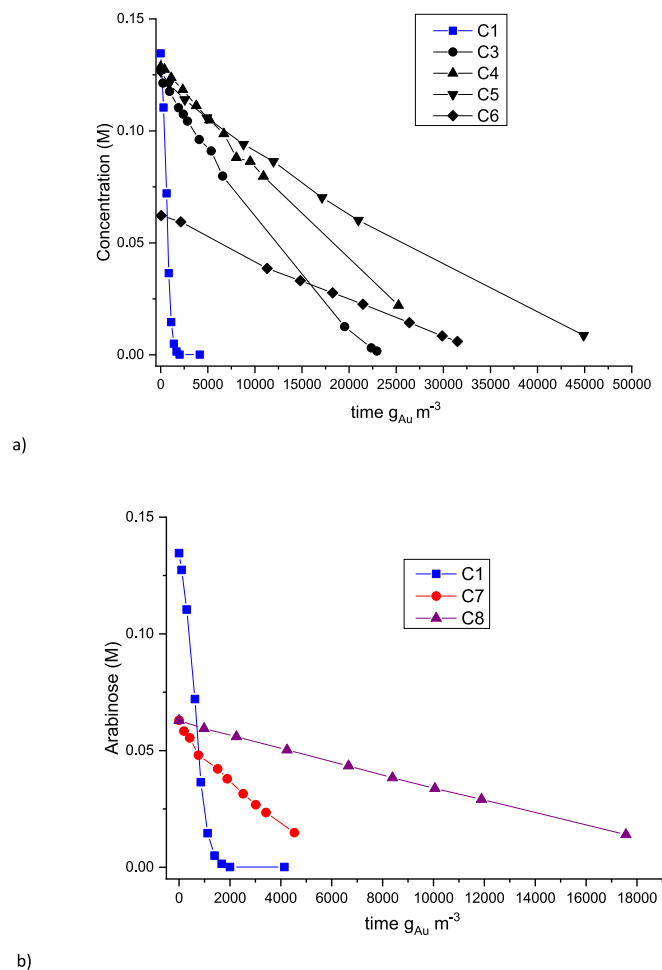 C1
C3
C4
C5
C6
0.15
0.10
0.05
0.00
Concentration (M)
0 5000 10000 15000 20000 25000 30000 35000 40000 45000 50000
time g_Au m⁻³
a)
C1
C7
C8
0.15
0.10
0.05
0.00
Arabinose (M)
0 2000 4000 6000 8000 10000 12000 14000 16000 18000
time g_Au m⁻³
b)